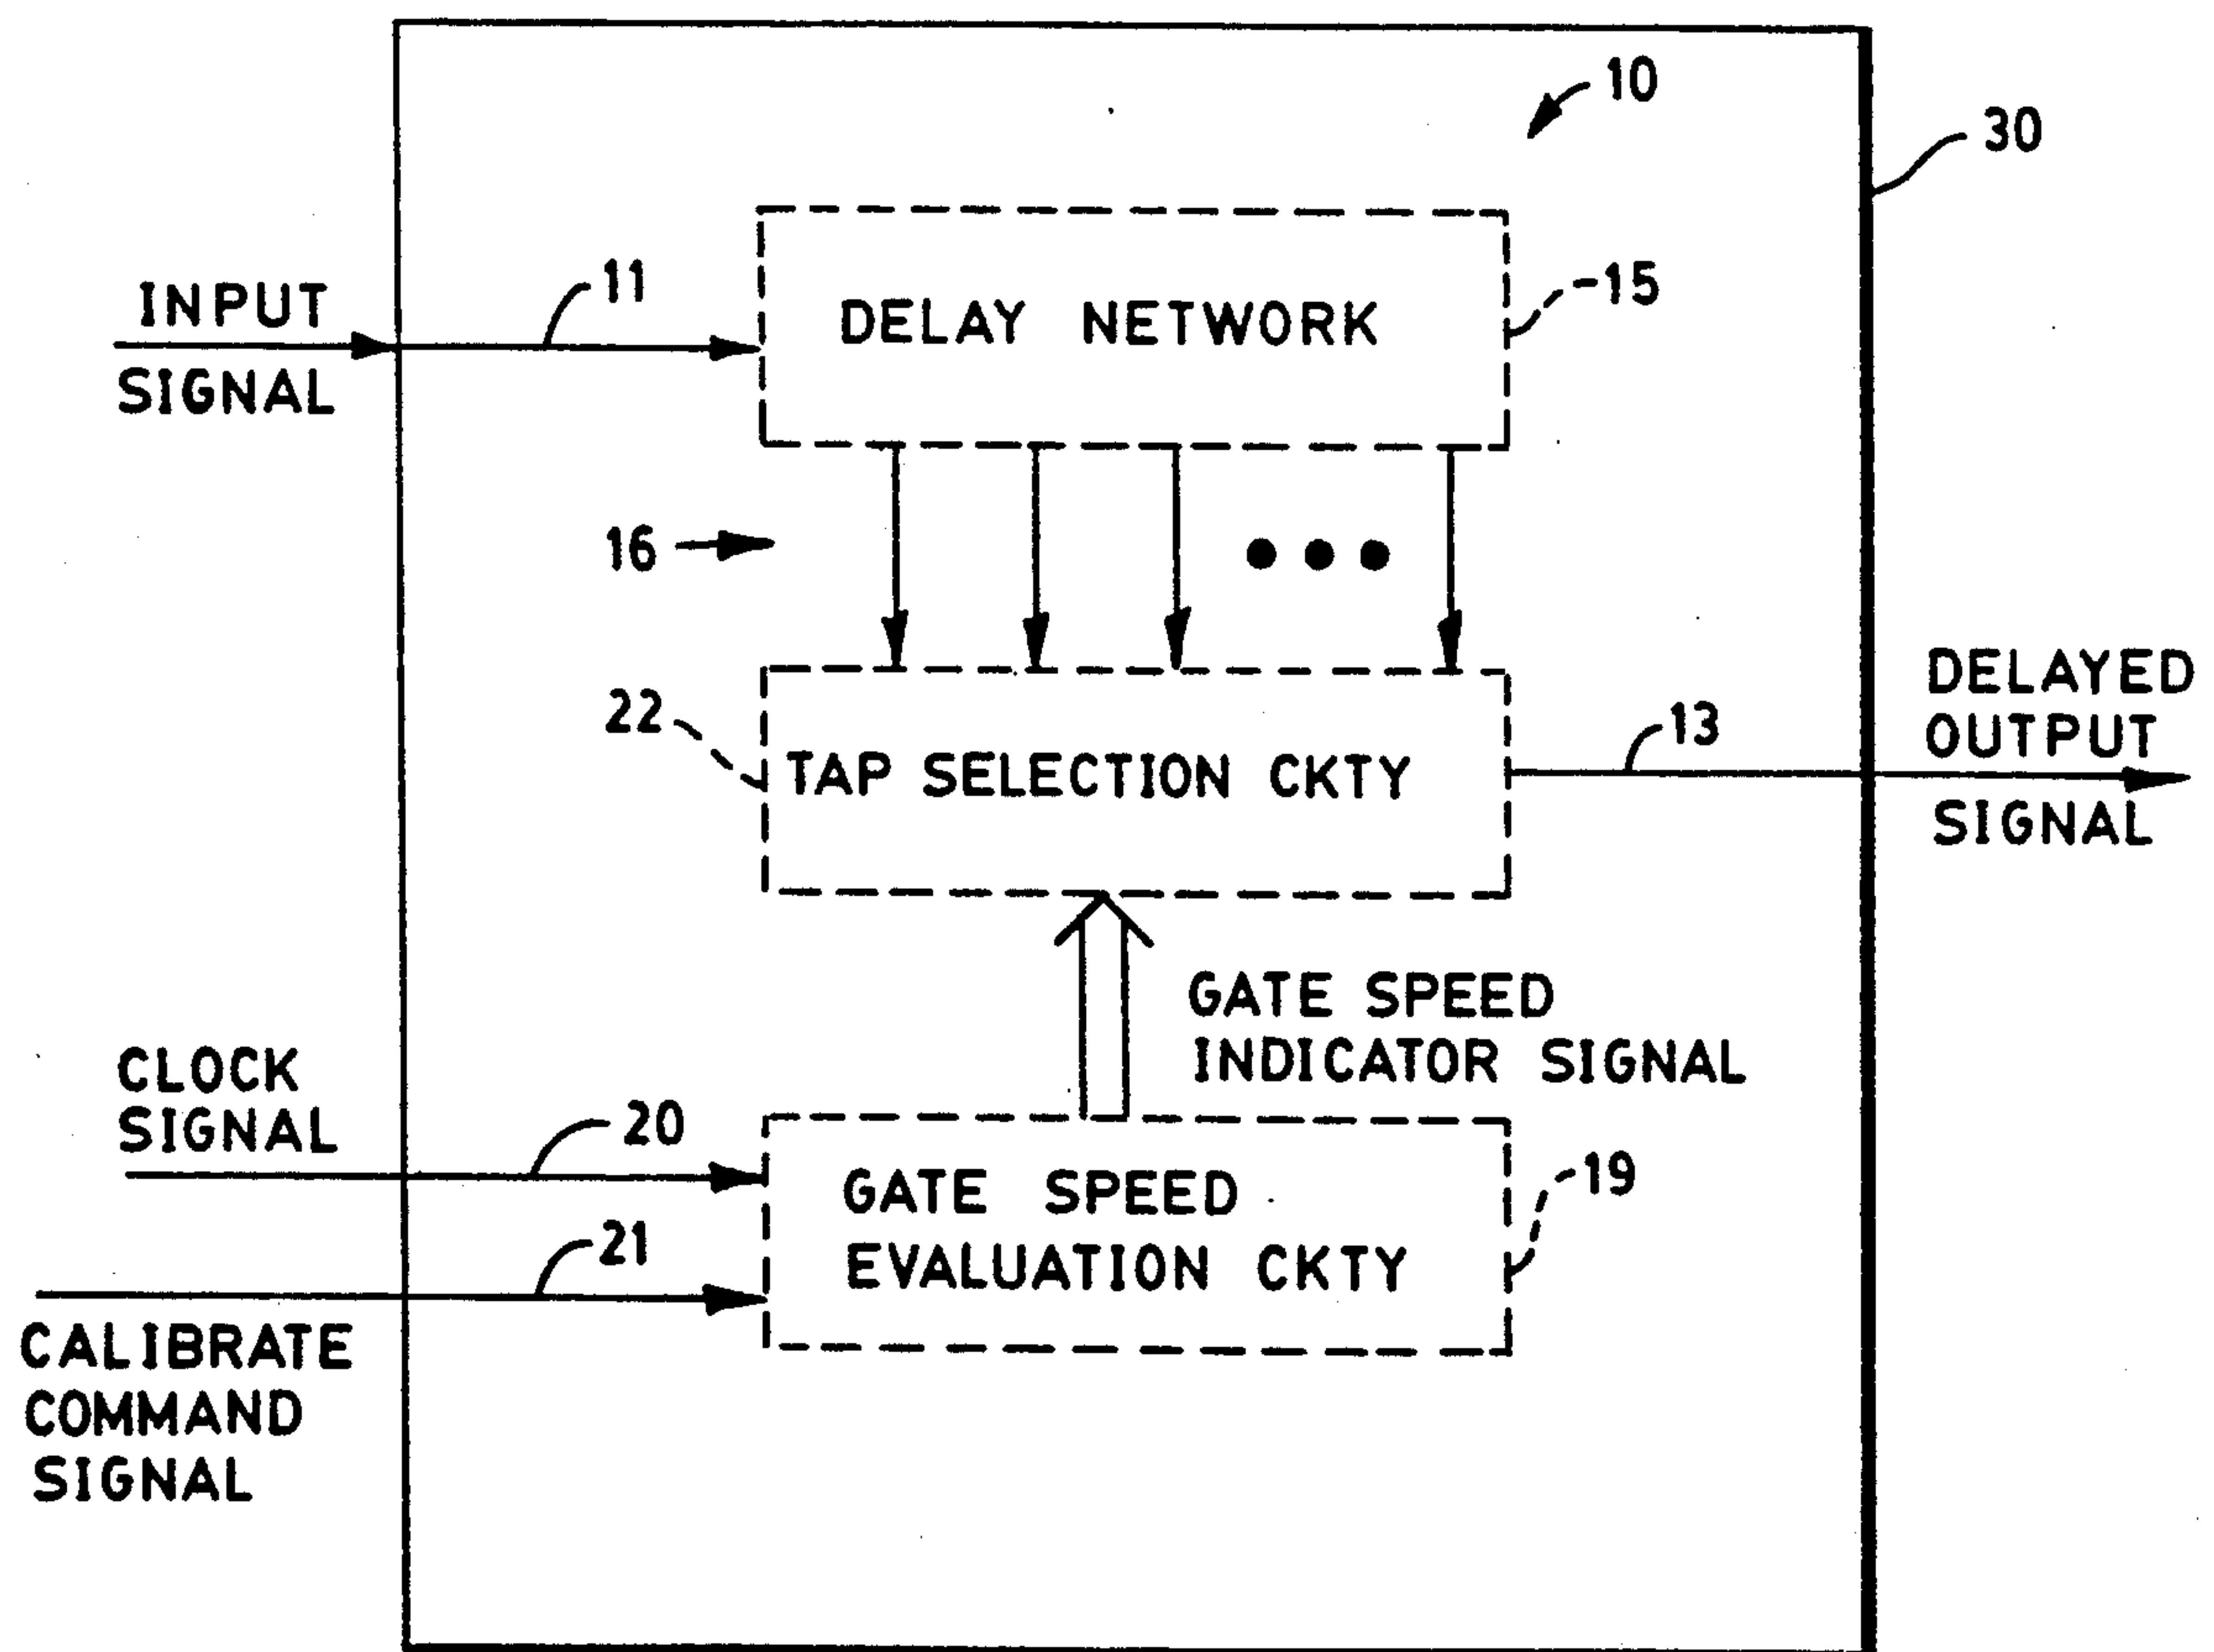 10
30
INPUT
SIGNAL
11
DELAY NETWORK
15
16
22
TAP SELECTION CKTY
13
DELAYED
OUTPUT
SIGNAL
GATE SPEED
INDICATOR SIGNAL
CLOCK
SIGNAL
20
GATE SPEED
EVALUATION CKTY
19
21
CALIBRATE
COMMAND
SIGNAL